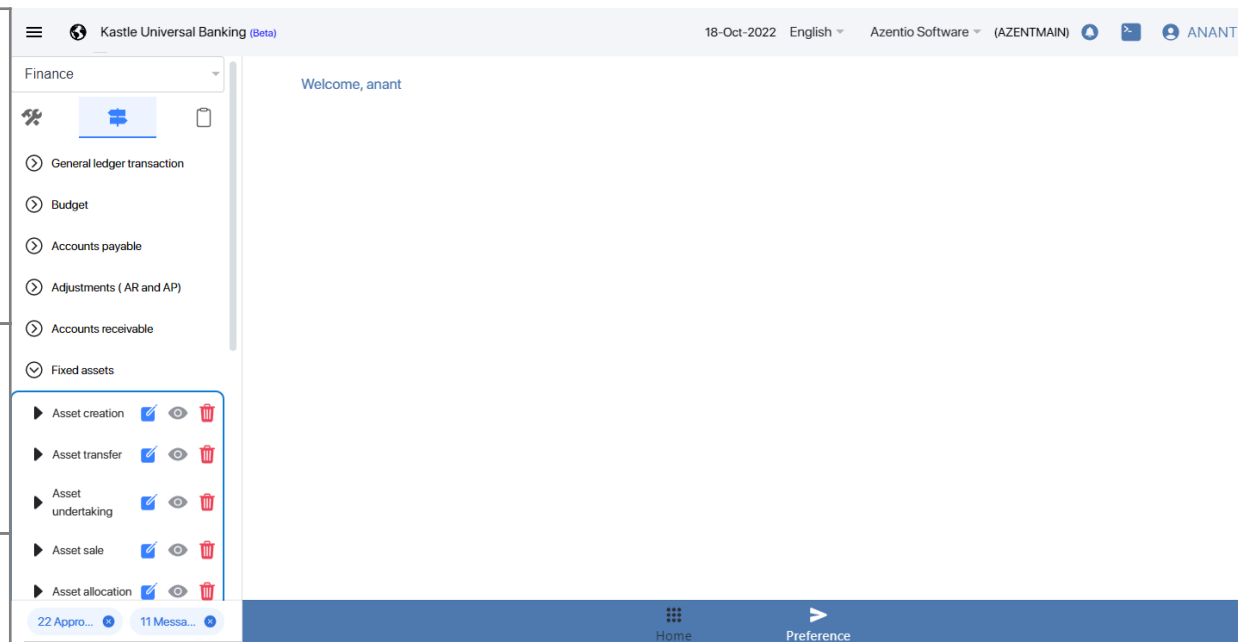 Kastle Universal Banking (Beta)
18-Oct-2022 English Azentio Software (AZENTMAIN) ANANT
Finance
Welcome, anant
General ledger transaction
Budget
Accounts payable
Adjustments ( AR and AP)
Accounts receivable
Fixed assets
Asset creation
Asset transfer
Asset
undertaking
Asset sale
Asset allocation
22 Appro... 11 Messa...
Home Preference